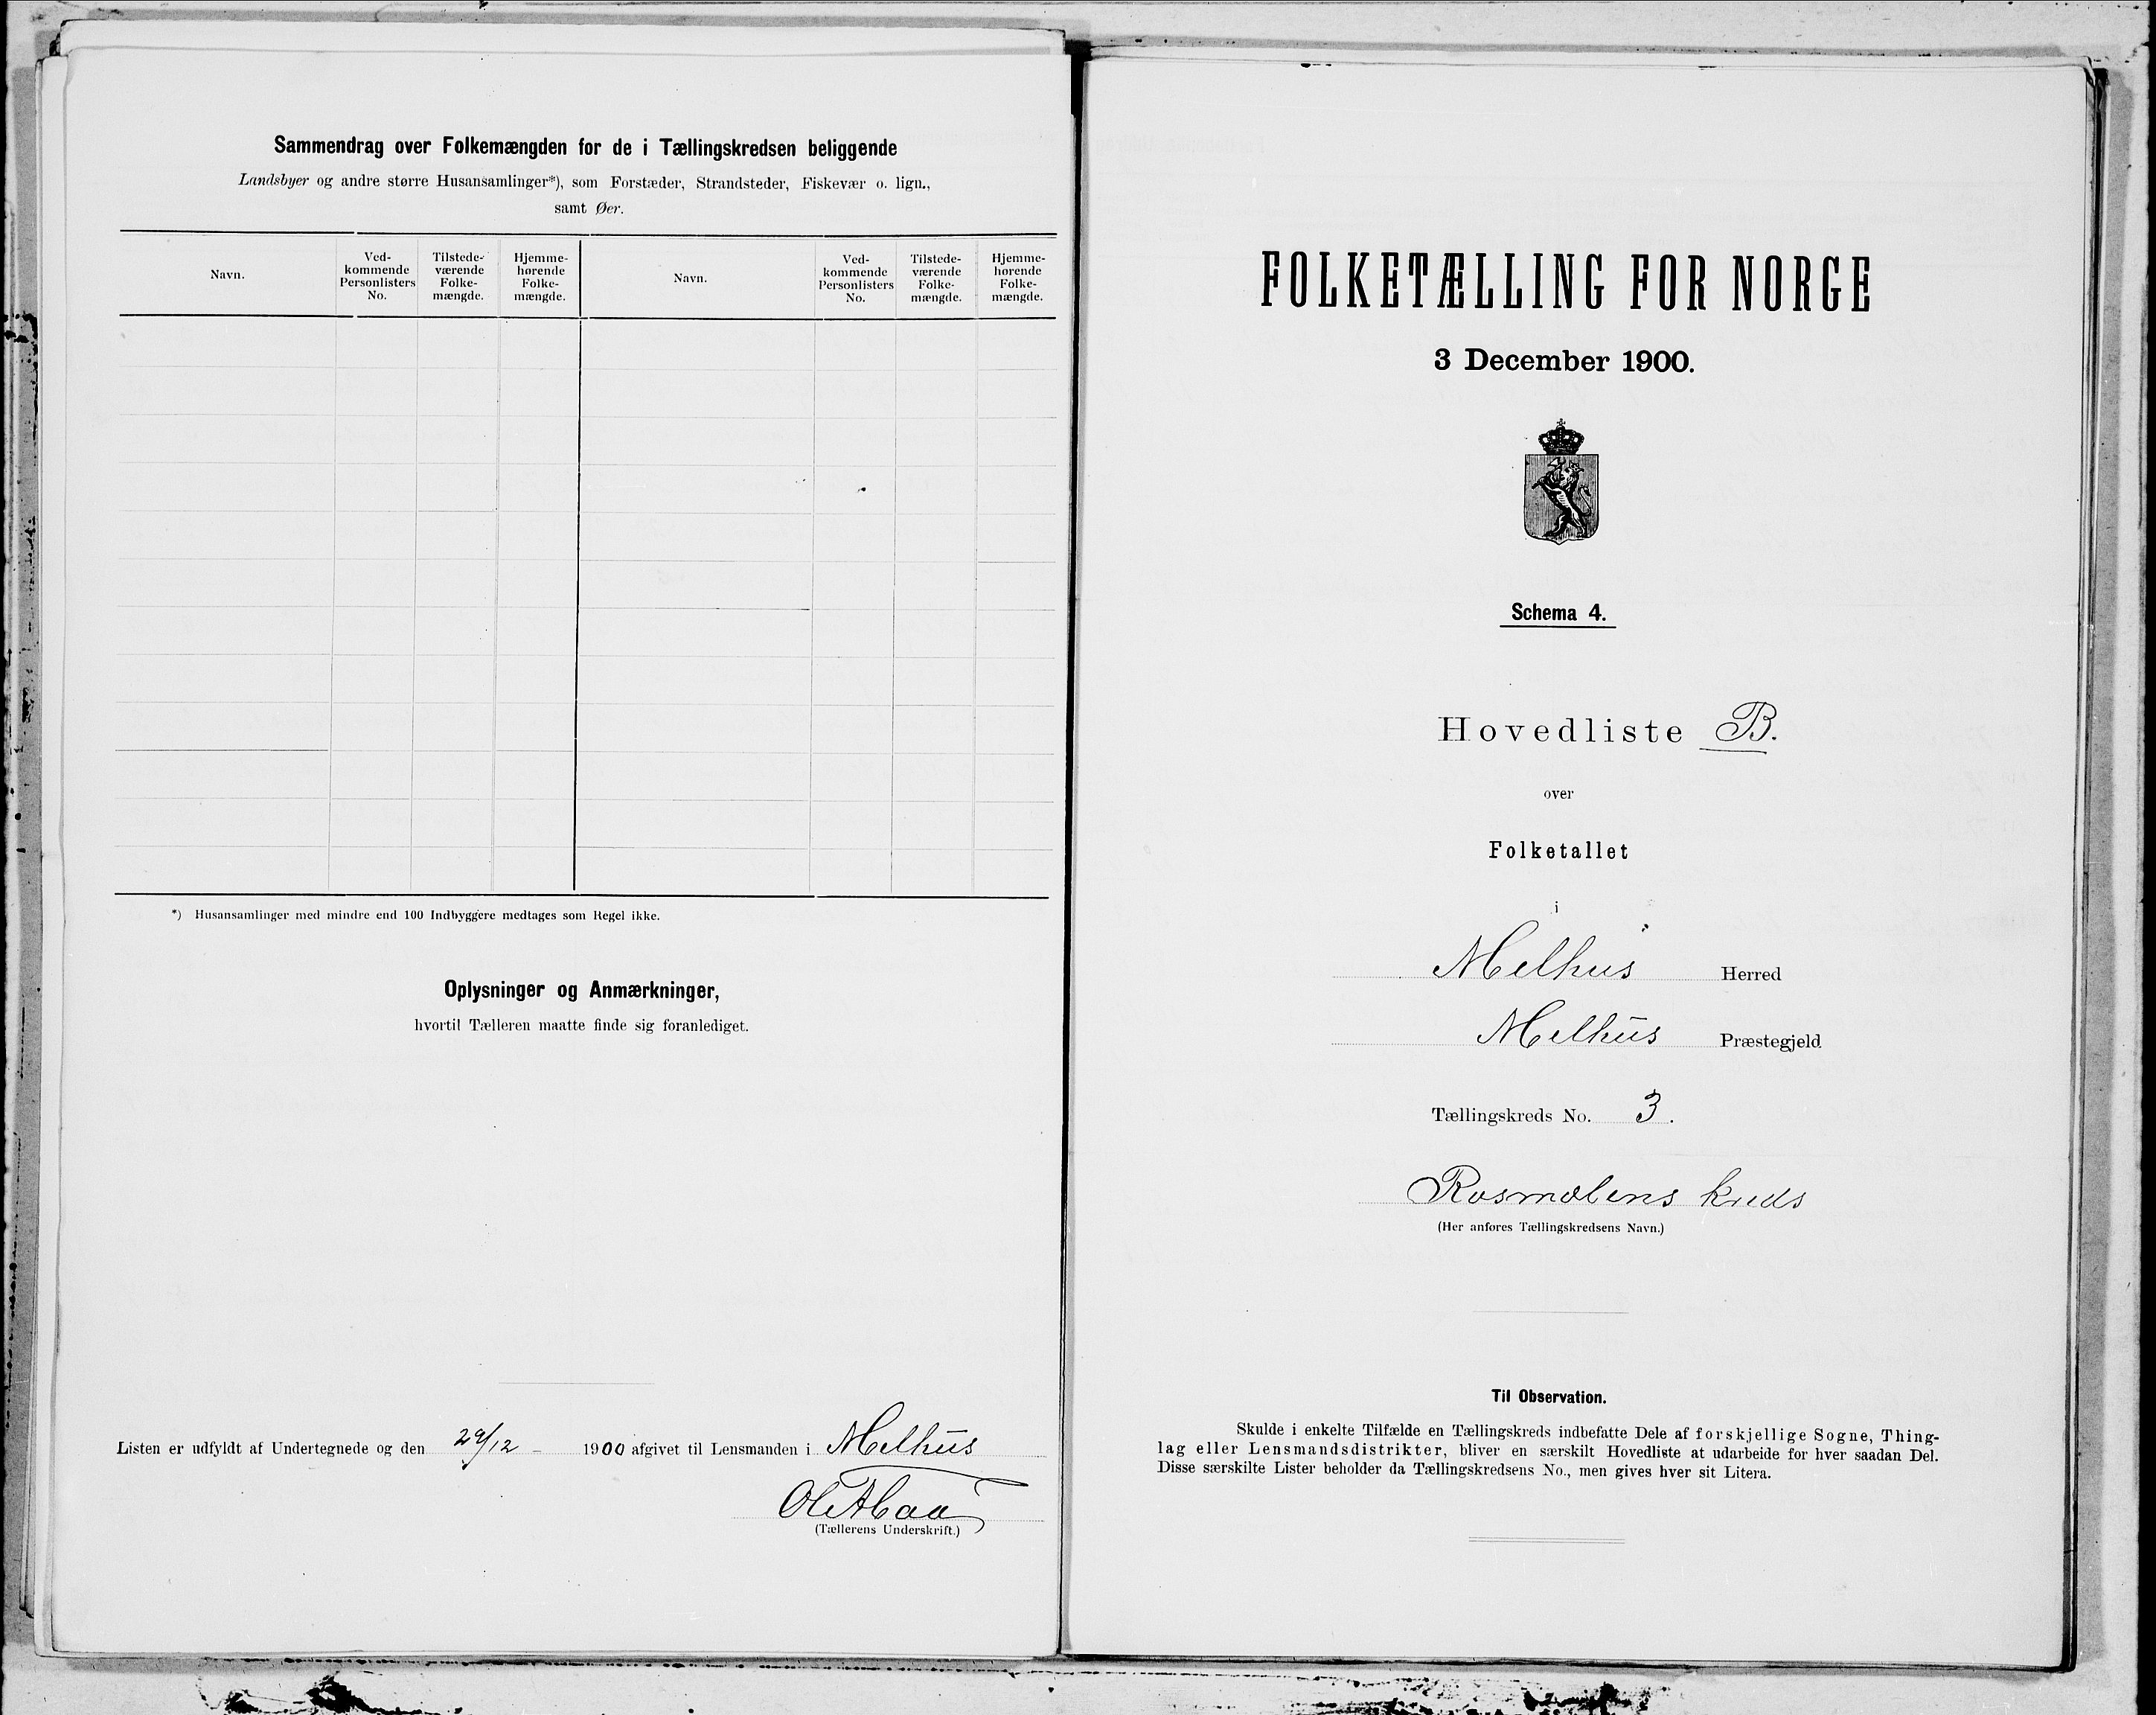 Sammendrag over Folkemængden for de i Tællingskredsen beliggende
Landsbyer og andre større Husansamlinger*), som Forstæder, Strandsteder, Fiskevær o. lign.,
samt Øer.
Navn.
Ved-
kommende
Personlisters
No.
Tilstede-
værende
Folke-
mængde.
Hjemme-
hørende
Folke-
mængde.
Navn.
Ved-
kommende
Personlisters
No.
Tilstede-
værende
Folke-
mængde.
Hjemme-
hørende
Folke-
mængde.
*) Husansamlinger med mindre end 100 Indbyggere medtages som Regel ikke.
Oplysninger og Anmærkninger,
hvortil Tælleren maatte finde sig foranlediget.
Listen er udfyldt af Undertegnede og den 29/12 - 1900 afgivet til Lensmanden i Melhus
(Tællerens Underskrift.)
FOLKETÆLLING FOR NORGE
3 December 1900.
Schema 4.
Hovedliste B.
over
Folketallet
i
Melhus Herred
Melhus Præstegjeld
Tællingskreds No. 3.
Rosmælens kreds
(Her anføres Tællingskredsens Navn.)
Til Observation.
Skulde i enkelte Tilfælde en Tællingskreds indbefatte Dele af forskjellige Sogne, Thing-
lag eller Lensmandsdistrikter, bliver en særskilt Hovedliste at udarbeide for hver saadan Del.
Disse særskilte Lister beholder da Tællingskredsens No., men gives hver sit Litera.